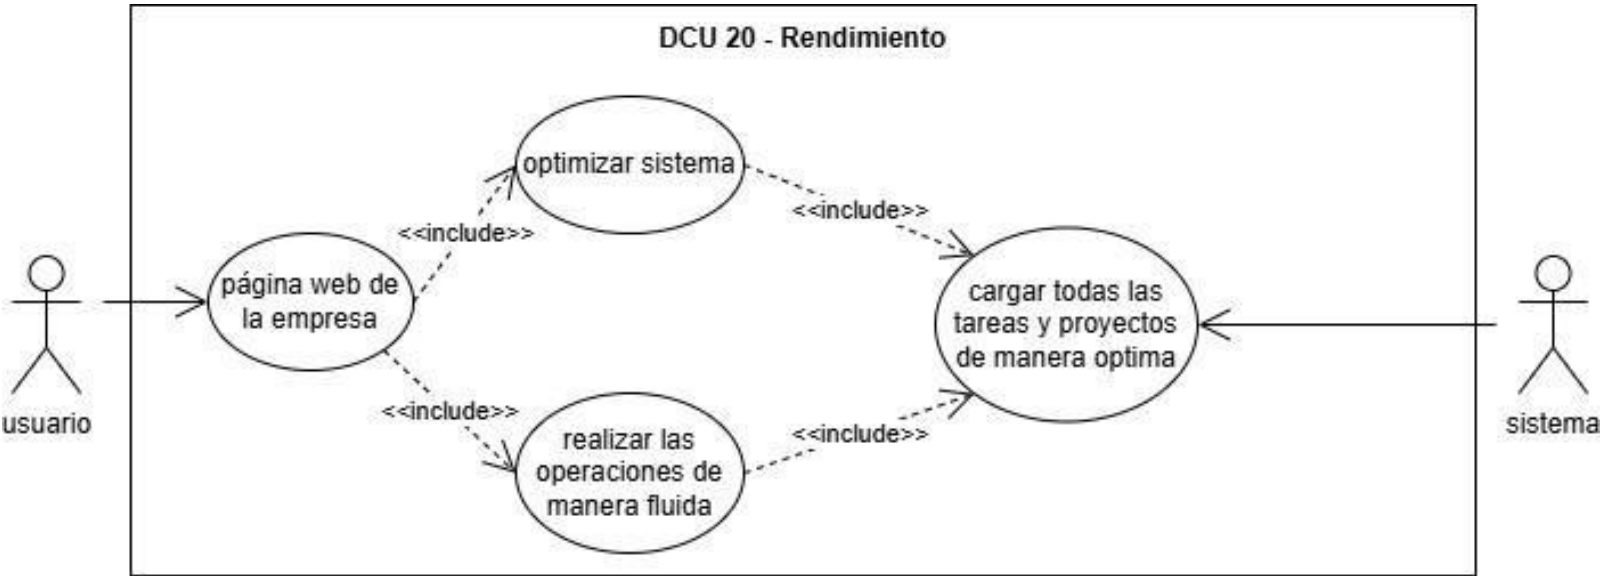 DCU 20 - Rendimiento
optimizar sistema
<<include>>
<<include>>
página web de
la empresa
cargar todas las
tareas y proyectos
de manera optima
<<include>>
<<include>>
realizar las
operaciones de
manera fluida
usuario
sistema